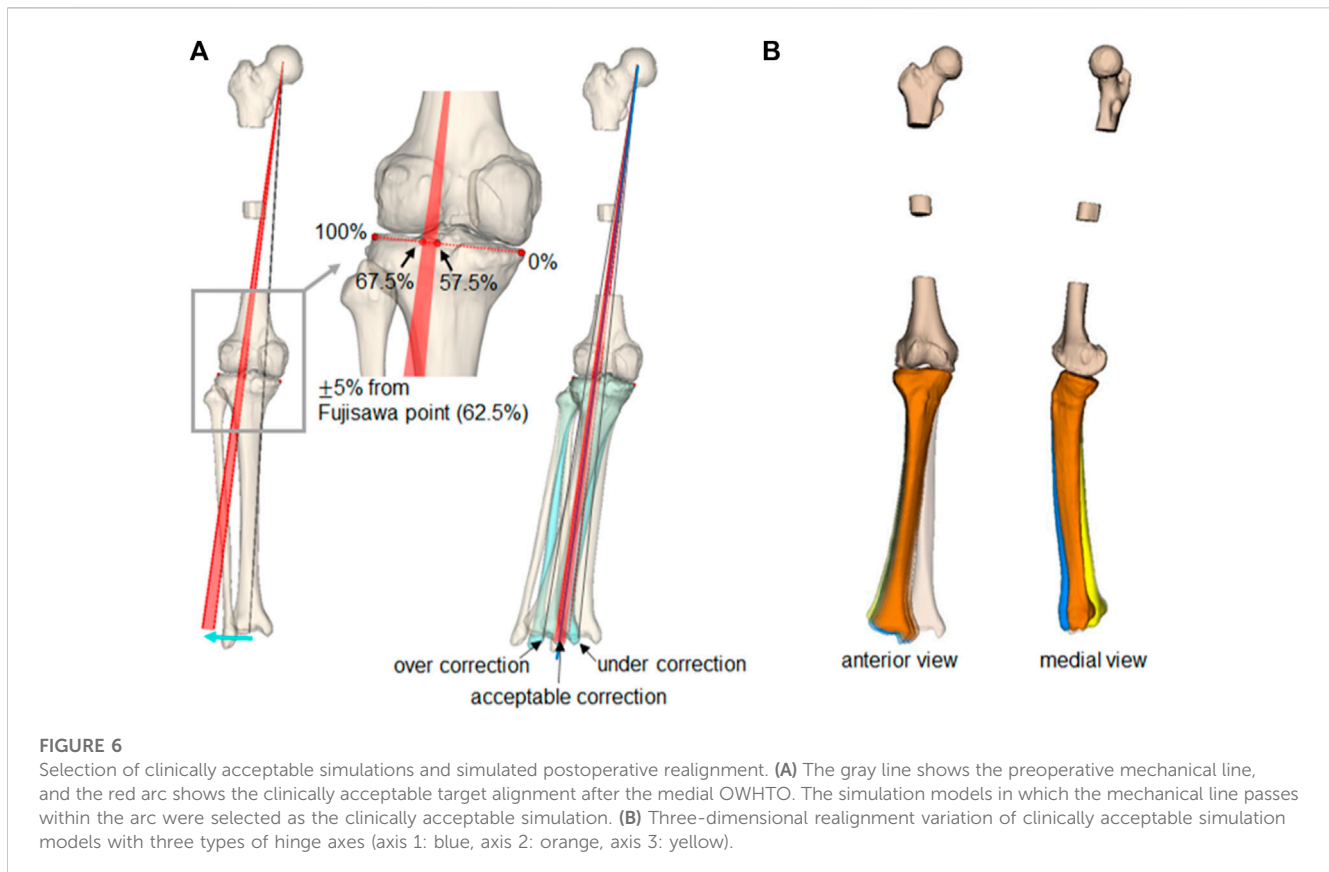 A
B
100%
0%
67.5%
57.5%
±5% from
Fujisawa point (62.5%)
over correction
under correction
acceptable correction
anterior view
medial view
FIGURE 6
Selection of clinically acceptable simulations and simulated postoperative realignment. (A) The gray line shows the preoperative mechanical line,
and the red arc shows the clinically acceptable target alignment after the medial OWHTO. The simulation models in which the mechanical line passes
within the arc were selected as the clinically acceptable simulation. (B) Three-dimensional realignment variation of clinically acceptable simulation
models with three types of hinge axes (axis 1: blue, axis 2: orange, axis 3: yellow).